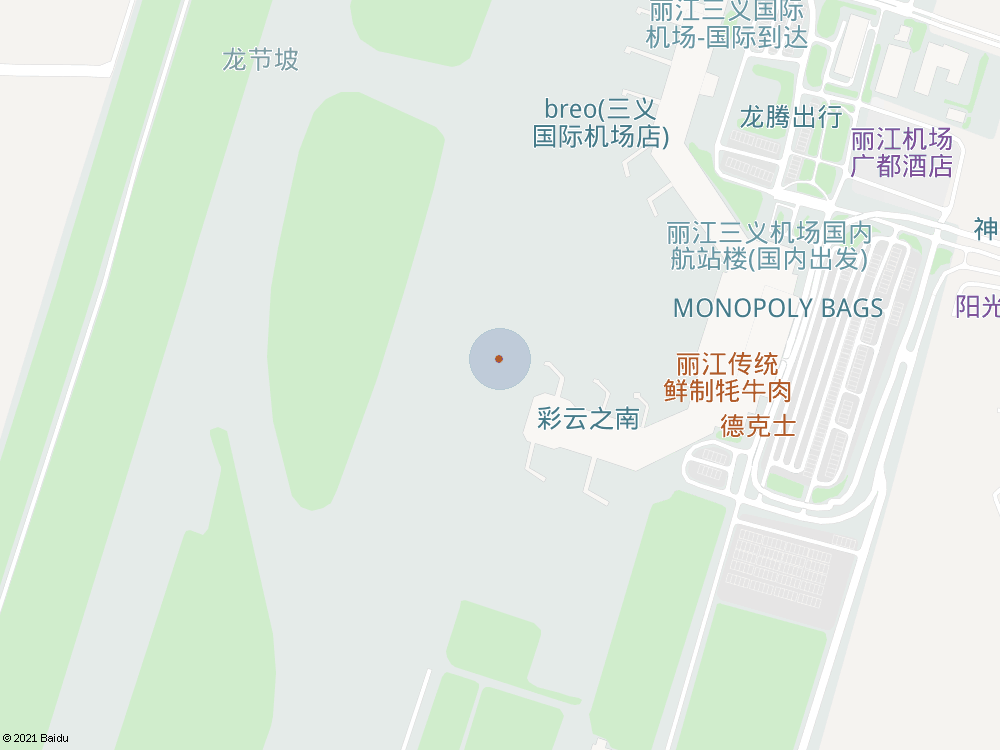 丽江三义国际
机场-国际到达
龙节坡
breo(三义
国际机场店)
龙腾出行
丽江机场
广都酒店
丽江三义机场国内
航站楼(国内出发)
神
MONOPOLY BAGS
阳光
丽江传统
鲜制牦牛肉
彩云之南
德克士
© 2021 Baidu